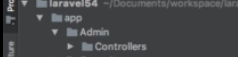 laravel54 ~/Documents/workspace/lara
app
Admin
Controllers